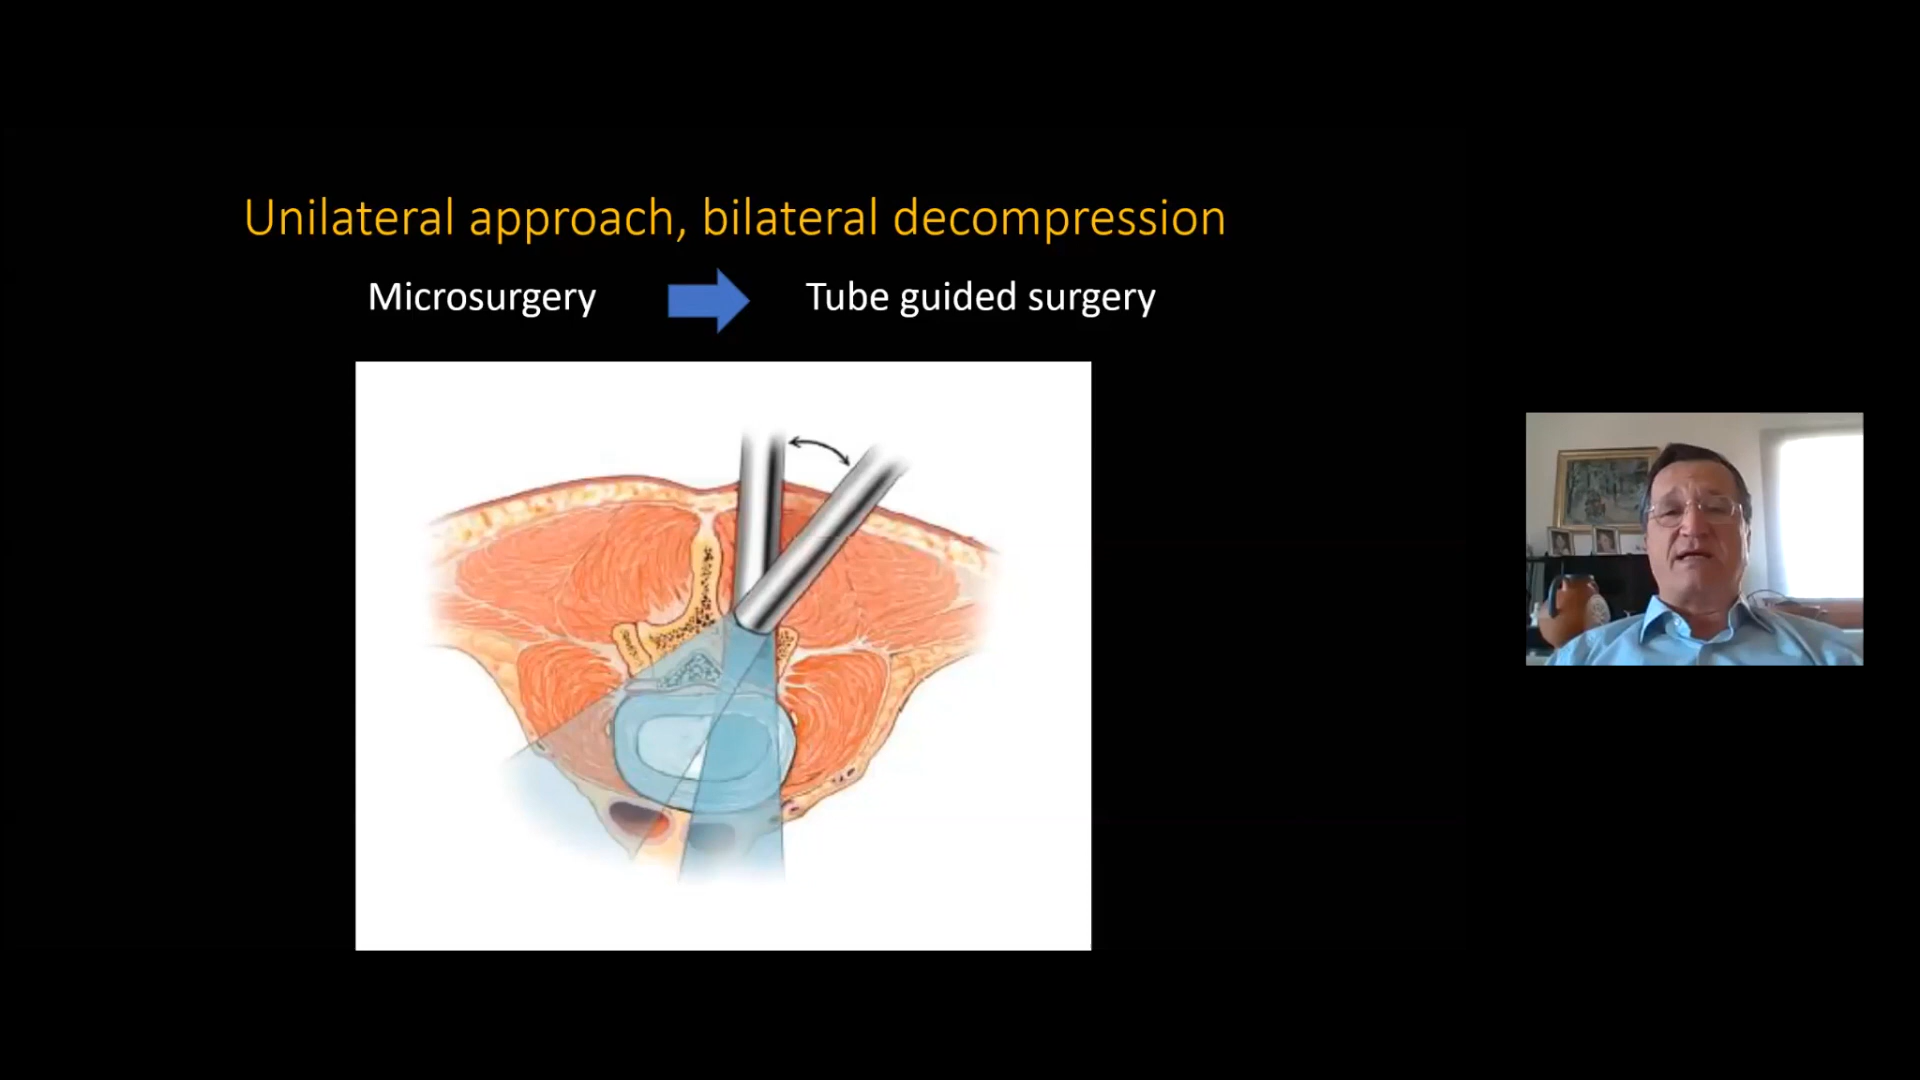 Unilateral approach, bilateral decompression
Microsurgery Tube guided surgery